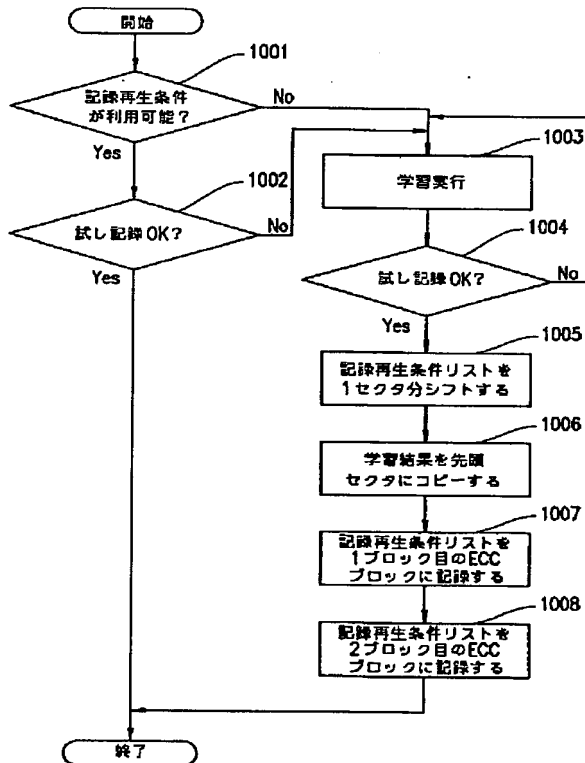 開始
1001
記録再生条件
が利用可能?
No
Yes
1002
試し記録OK?
No
Yes
1003
学習実行
1004
試し記録OK?
No
Yes
1005
記録再生条件リストを
1セクタ分シフトする
1006
学習結果を先頭
セクタにコピーする
1007
記録再生条件リストを
1ブロック目のECC
ブロックに記録する
1008
記録再生条件リストを
2ブロック目のECC
ブロックに記録する
終了